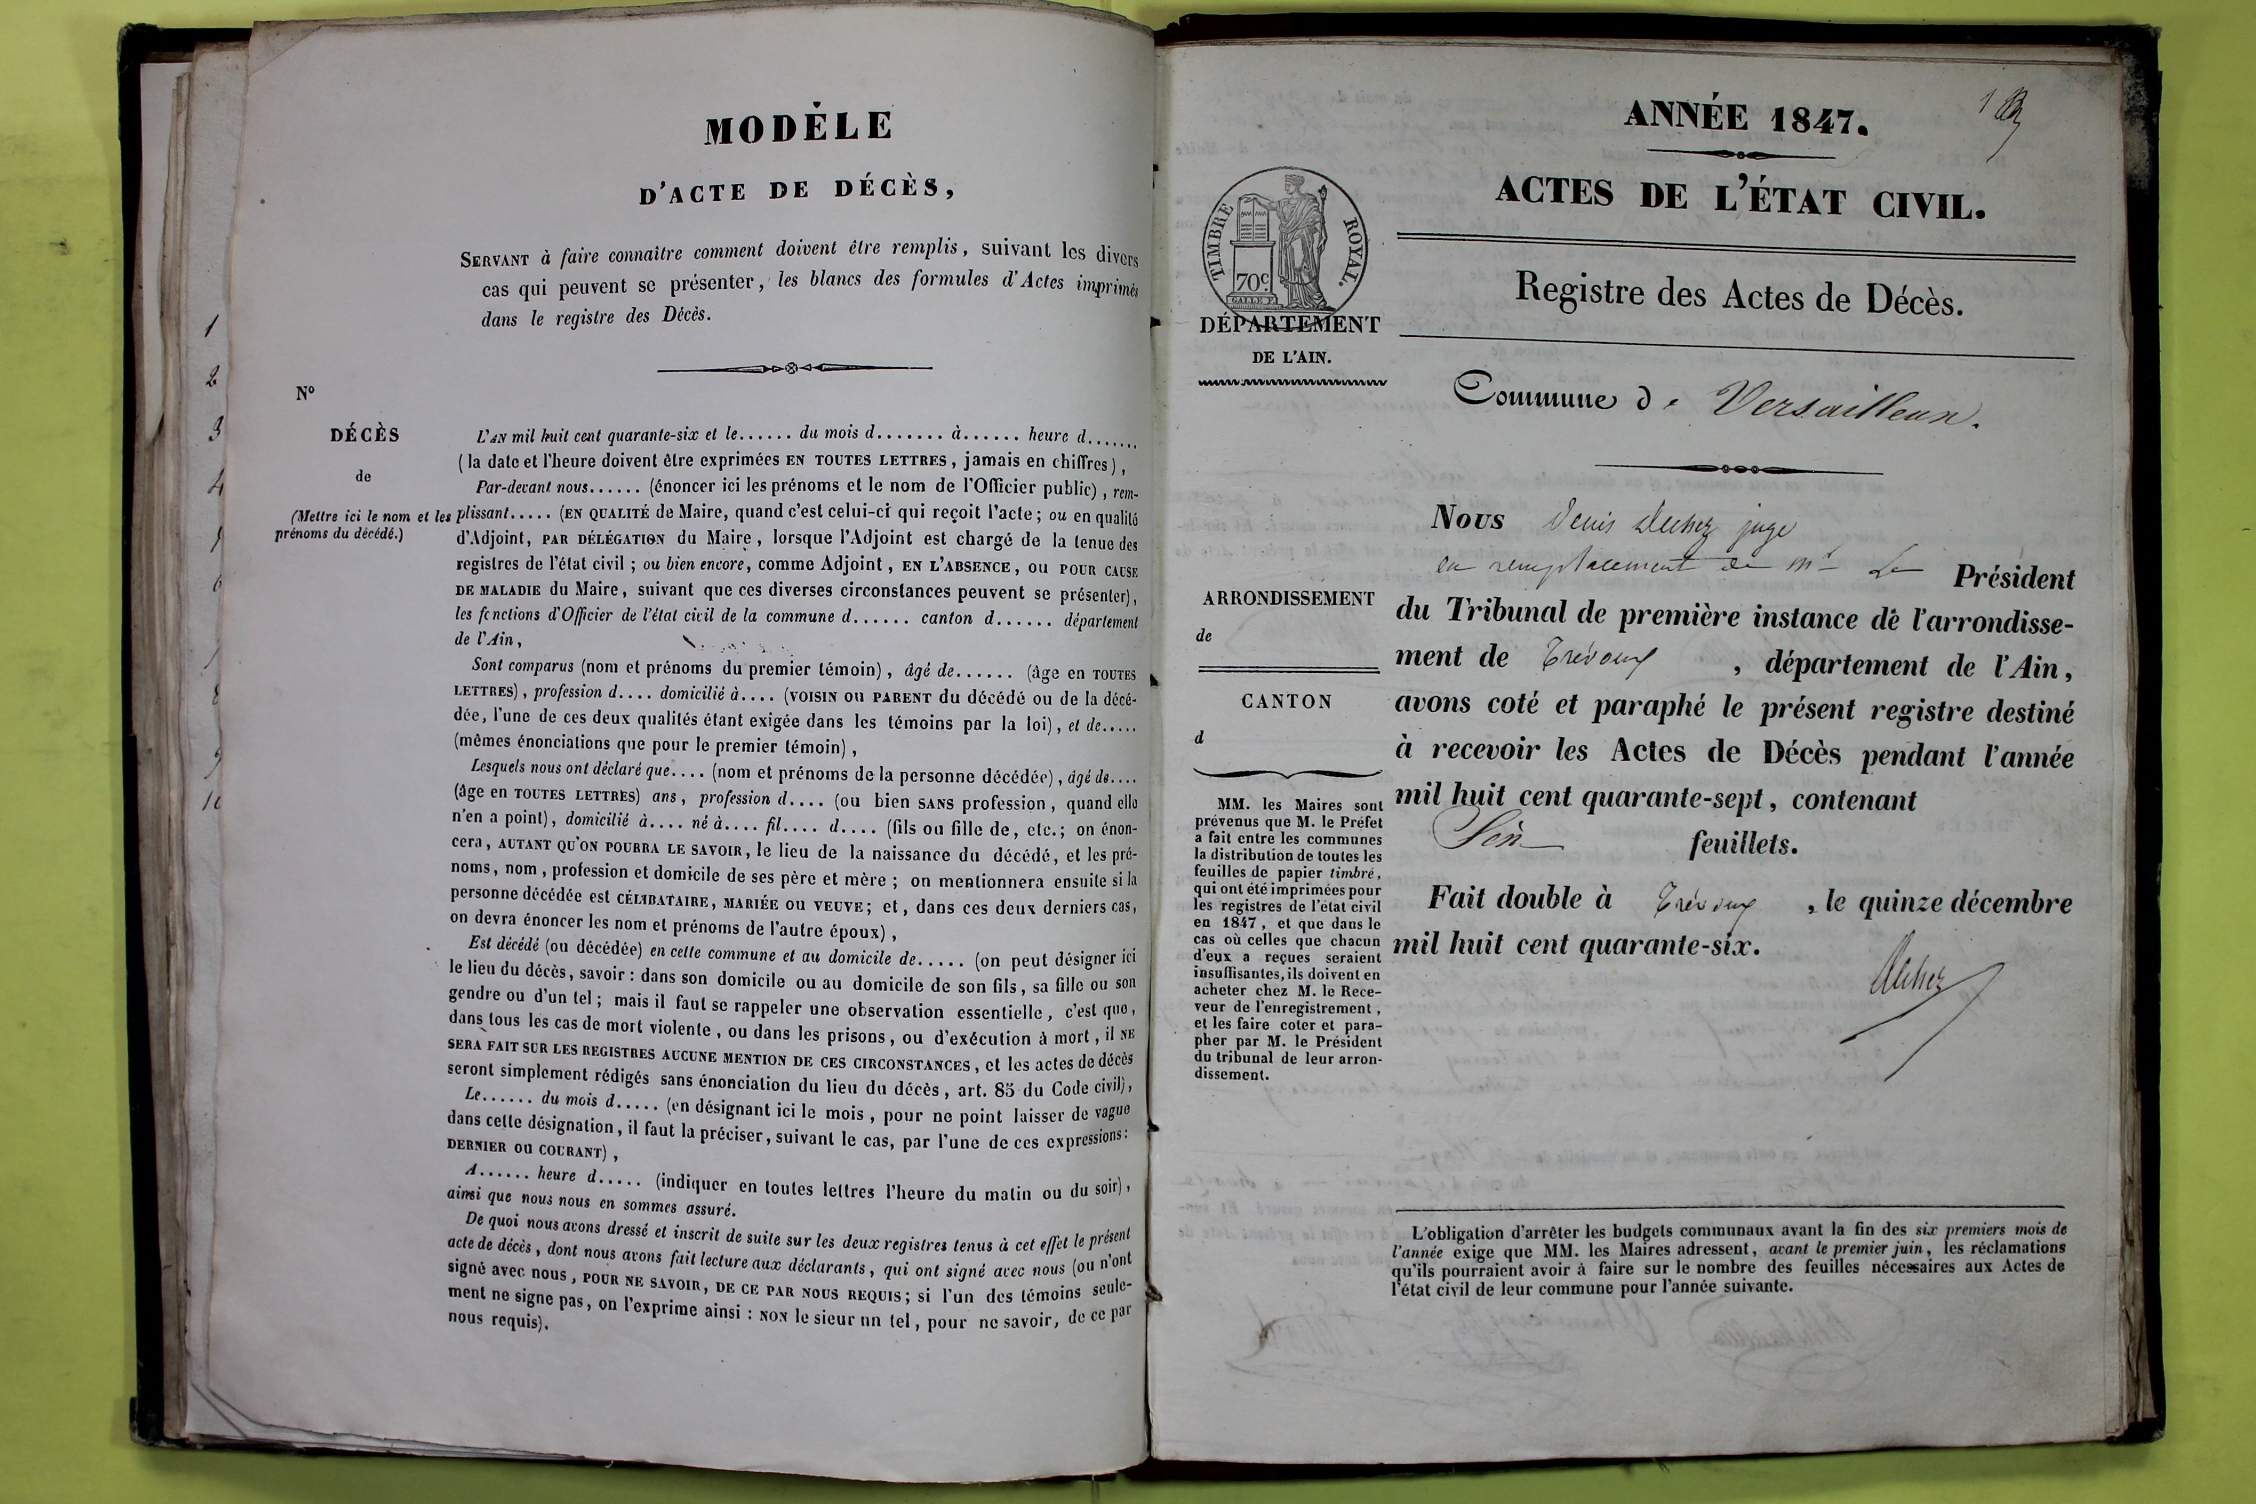 MODÈLE
D'ACTE DE DÉCÈS,
SERVANT à faire connaître comment doivent être remplis, suivant les divers
cas qui peuvent se présenter, les blancs des formules d'Actes imprimés
dans le registre des Décès.
1
2
3
4
6
8
9
10
N°
DÉCÈS
de
(Mettre ici le nom et les
prénoms du décédé.)
L'AN mil huit cent quarante-six et le...... du mois d....... à...... heure d.......
(la date et l'heure doivent être exprimées EN TOUTES LETTRES, jamais en chiffres),
Par-devant nous...... (énoncer ici les prénoms et le nom de l'Officier public), rem-
plissant..... (EN QUALITÉ de Maire, quand c'est celui-ci qui reçoit l'acte; ou en qualité
d'Adjoint, PAR DÉLÉGATION du Maire, lorsque l'Adjoint est chargé de la tenue des
registres de l'état civil; ou bien encore, comme Adjoint, EN L'ABSENCE, ou POUR CAUSE
DE MALADIE du Maire, suivant que ces diverses circonstances peuvent se présenter),
les fonctions d'Officier de l'état civil de la commune d...... canton d...... département
de l'Ain,
Sont comparus (nom et prénoms du premier témoin), âgé de...... (âge en TOUTES
LETTRES), profession d.... domicilié à.... (VOISIN ou PARENT du décédé ou de la décé-
dée, l'une de ces deux qualités étant exigée dans les témoins par la loi), et de.....
(mêmes énonciations que pour le premier témoin),
Lesquels nous ont déclaré que.... (nom et prénoms de la personne décédée), âgé de....
(âge en TOUTES LETTRES) ans, profession d.... (ou bien SANS profession, quand elle
n'en a point), domicilié à.... né à.... fil.... d.... (fils ou fille de, etc.; on énon-
cera, AUTANT QU'ON POURRA LE SAVOIR, le lieu de la naissance du décédé, et les pré-
noms, nom, profession et domicile de ses père et mère; on mentionnera ensuite si la
personne décédée est CÉLIBATAIRE, MARIÉE ou VEUVE; et, dans ces deux derniers cas,
on devra énoncer les nom et prénoms de l'autre époux),
Est décédé (ou décédée) en cette commune et au domicile de..... (on peut désigner ici
le lieu du décès, savoir: dans son domicile ou au domicile de son fils, sa fille ou son
gendre ou d'un tel; mais il faut se rappeler une observation essentielle, c'est que,
dans tous les cas de mort violente, ou dans les prisons, ou d'exécution à mort, il NE
SERA FAIT SUR LES REGISTRES AUCUNE MENTION DE CES CIRCONSTANCES, et les actes de décès
seront simplement rédigés sans énonciation du lieu du décès, art. 85 du Code civil),
Le...... du mois d..... (en désignant ici le mois, pour ne point laisser de vague
dans cette désignation, il faut la préciser, suivant le cas, par l'une de ces expressions:
DERNIER ou COURANT),
A...... heure d..... (indiquer en toutes lettres l'heure du matin ou du soir),
ainsi que nous nous en sommes assuré.
De quoi nous avons dressé et inscrit de suite sur les deux registres tenus à cet effet le présent
acte de décès, dont nous avons fait lecture aux déclarants, qui ont signé avec nous (ou n'ont
signé avec nous, POUR NE SAVOIR, DE CE PAR NOUS REQUIS; si l'un des témoins seule-
ment ne signe pas, on l'exprime ainsi: NON le sieur un tel, pour ne savoir, de ce par
nous requis).
1
ANNÉE 1847.
ACTES DE L'ÉTAT CIVIL.
Registre des Actes de Décès.
TIMBRE ROYAL.
70c
GALLE F.
DÉPARTEMENT
DE L'AIN.
Commune de Versailleux.
ARRONDISSEMENT
de
CANTON
d
MM. les Maires sont
prévenus que M. le Préfet
a fait entre les communes
la distribution de toutes les
feuilles de papier timbré,
qui ont été imprimées pour
les registres de l'état civil
en 1847, et que dans le
cas où celles que chacun
d'eux a reçues seraient
insuffisantes, ils doivent en
acheter chez M. le Rece-
veur de l'enregistrement,
et les faire coter et para-
pher par M. le Président
du tribunal de leur arron-
dissement.
Nous Denis juge
en remplacement de Mr Le Président
du Tribunal de première instance de l'arrondisse-
ment de Trévoux, département de l'Ain,
avons coté et paraphé le présent registre destiné
à recevoir les Actes de Décès pendant l'année
mil huit cent quarante-sept, contenant
feuillets.
Fait double à Trévoux, le quinze décembre
mil huit cent quarante-six.
L'obligation d'arrêter les budgets communaux avant la fin des six premiers mois de
l'année exige que MM. les Maires adressent, avant le premier juin, les réclamations
qu'ils pourraient avoir à faire sur le nombre des feuilles nécessaires aux Actes de
l'état civil de leur commune pour l'année suivante.